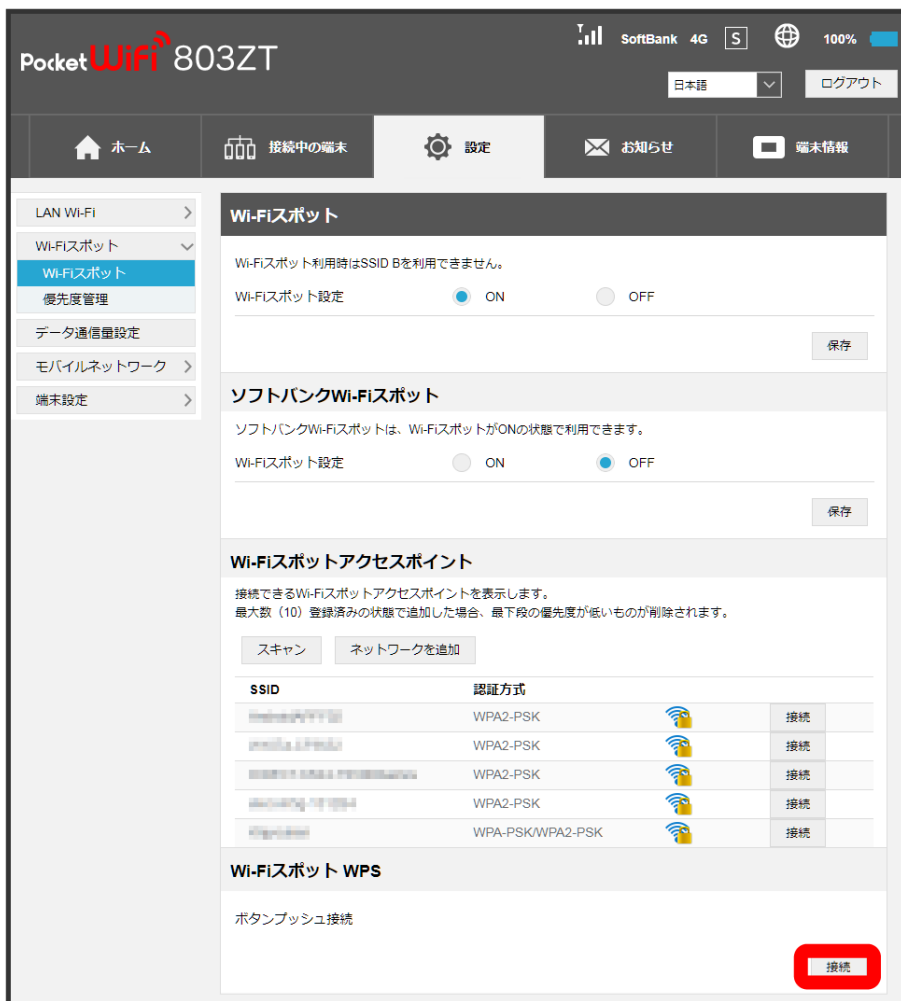 Pocket WiFi 803ZT
SoftBank 4G S 100%
日本語
ログアウト
ホーム
接続中の端末
設定
お知らせ
端末情報
LAN Wi-Fi
Wi-Fiスポット
Wi-Fiスポット
優先度管理
データ通信量設定
モバイルネットワーク
端末設定
Wi-Fiスポット
Wi-Fiスポット利用時はSSID Bを利用できません。
Wi-Fiスポット設定 ON OFF
保存
ソフトバンクWi-Fiスポット
ソフトバンクWi-Fiスポットは、Wi-FiスポットがONの状態で利用できます。
Wi-Fiスポット設定 ON OFF
保存
Wi-Fiスポットアクセスポイント
接続できるWi-Fiスポットアクセスポイントを表示します。
最大数（10）登録済みの状態で追加した場合、最下段の優先度が低いものが削除されます。
スキャン ネットワークを追加
SSID 認証方式
WPA2-PSK 接続
WPA2-PSK 接続
WPA2-PSK 接続
WPA2-PSK 接続
WPA-PSK/WPA2-PSK 接続
Wi-Fiスポット WPS
ボタンプッシュ接続
接続